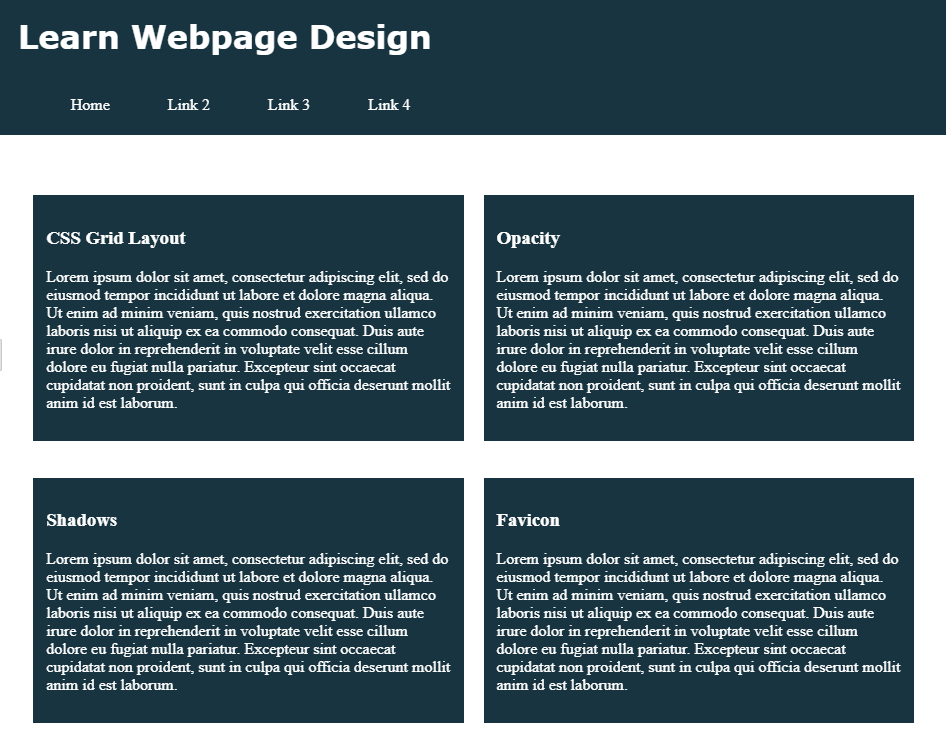 Learn Webpage Design
Home Link 2 Link 3 Link 4
CSS Grid Layout
Lorem ipsum dolor sit amet, consectetur adipiscing elit, sed do
eiusmod tempor incididunt ut labore et dolore magna aliqua.
Ut enim ad minim veniam, quis nostrud exercitation ullamco
laboris nisi ut aliquip ex ea commodo consequat. Duis aute
irure dolor in reprehenderit in voluptate velit esse cillum
dolore eu fugiat nulla pariatur. Excepteur sint occaecat
cupidatat non proident, sunt in culpa qui officia deserunt mollit
anim id est laborum.
Opacity
Lorem ipsum dolor sit amet, consectetur adipiscing elit, sed do
eiusmod tempor incididunt ut labore et dolore magna aliqua.
Ut enim ad minim veniam, quis nostrud exercitation ullamco
laboris nisi ut aliquip ex ea commodo consequat. Duis aute
irure dolor in reprehenderit in voluptate velit esse cillum
dolore eu fugiat nulla pariatur. Excepteur sint occaecat
cupidatat non proident, sunt in culpa qui officia deserunt mollit
anim id est laborum.
Shadows
Lorem ipsum dolor sit amet, consectetur adipiscing elit, sed do
eiusmod tempor incididunt ut labore et dolore magna aliqua.
Ut enim ad minim veniam, quis nostrud exercitation ullamco
laboris nisi ut aliquip ex ea commodo consequat. Duis aute
irure dolor in reprehenderit in voluptate velit esse cillum
dolore eu fugiat nulla pariatur. Excepteur sint occaecat
cupidatat non proident, sunt in culpa qui officia deserunt mollit
anim id est laborum.
Favicon
Lorem ipsum dolor sit amet, consectetur adipiscing elit, sed do
eiusmod tempor incididunt ut labore et dolore magna aliqua.
Ut enim ad minim veniam, quis nostrud exercitation ullamco
laboris nisi ut aliquip ex ea commodo consequat. Duis aute
irure dolor in reprehenderit in voluptate velit esse cillum
dolore eu fugiat nulla pariatur. Excepteur sint occaecat
cupidatat non proident, sunt in culpa qui officia deserunt mollit
anim id est laborum.